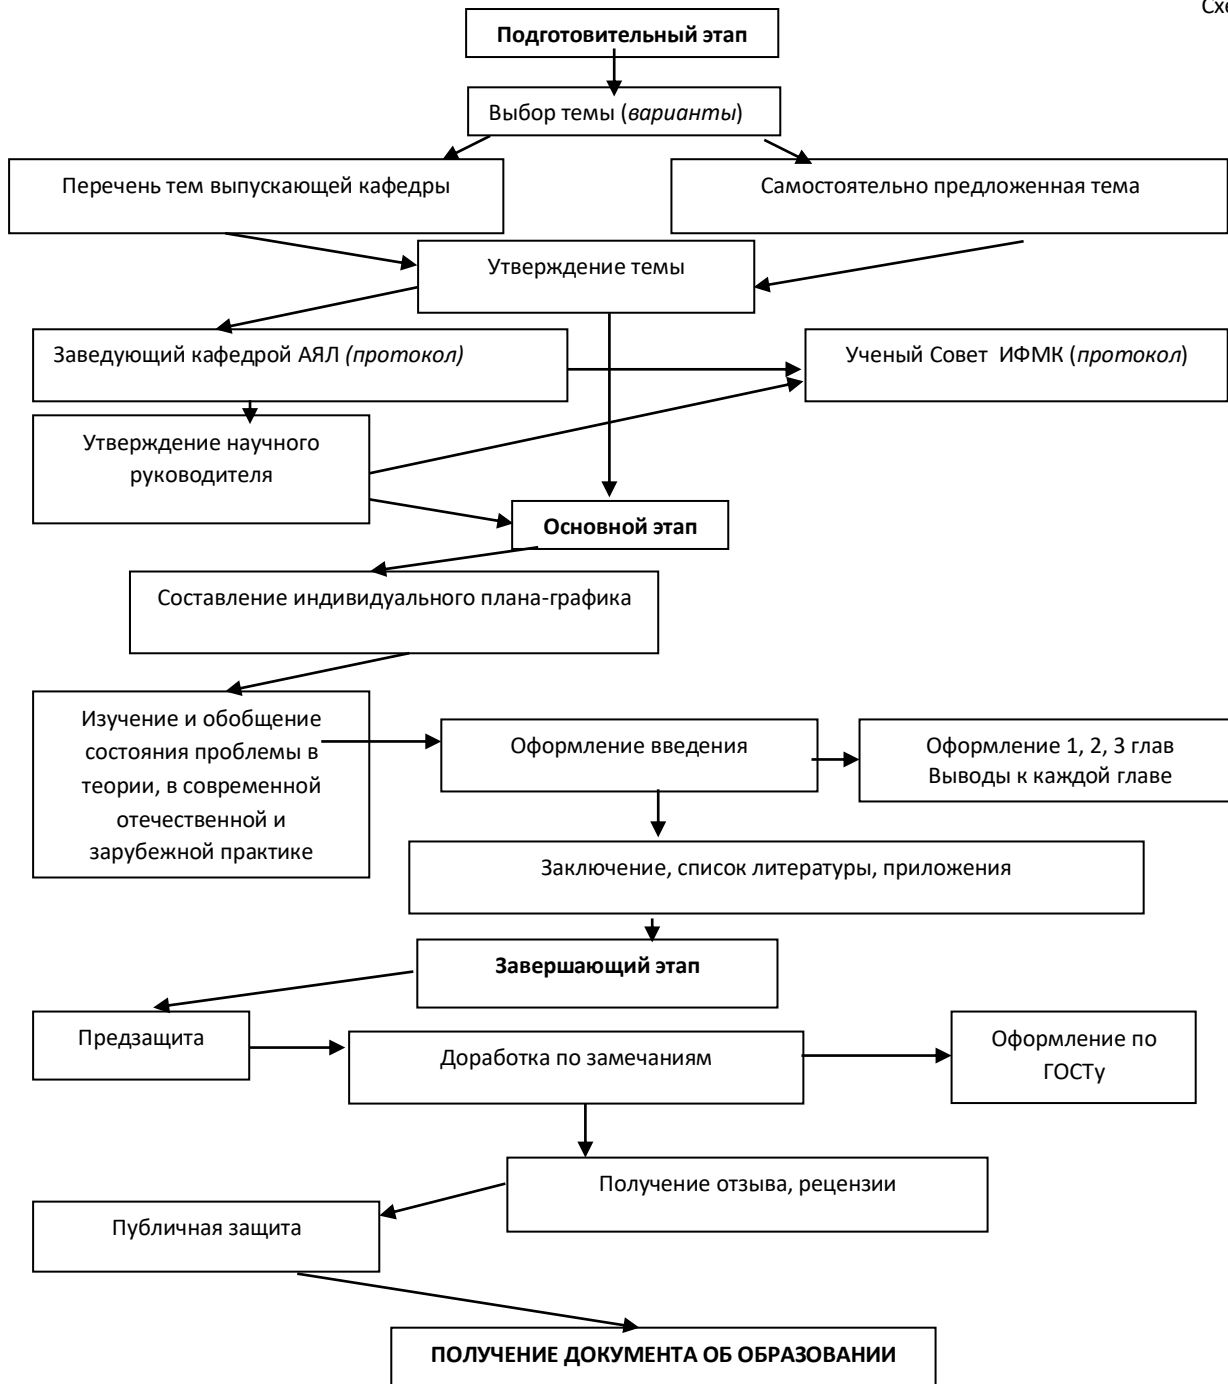 Схе
Подготовительный этап
Выбор темы (варианты)
Перечень тем выпускающей кафедры
Самостоятельно предложенная тема
Утверждение темы
Заведующий кафедрой АЯЛ (протокол)
Ученый Совет ИФМК (протокол)
Утверждение научного
руководителя
Основной этап
Составление индивидуального плана-графика
Изучение и обобщение
состояния проблемы в
теории, в современной
отечественной и
зарубежной практике
Оформление введения
Оформление 1, 2, 3 глав
Выводы к каждой главе
Заключение, список литературы, приложения
Завершающий этап
Предзащита
Доработка по замечаниям
Оформление по
ГОСТу
Получение отзыва, рецензии
Публичная защита
ПОЛУЧЕНИЕ ДОКУМЕНТА ОБ ОБРАЗОВАНИИ